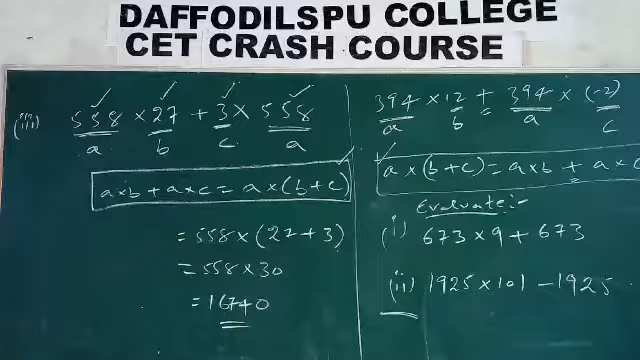 DAFFODILSPU COLLEGE
CET CRASH COURSE
(iii) 558 × 27 + 3 × 558
a b c a
a×b + a×c = a×(b+c)
= 558 × (27 + 3)
= 558 × 30
= 16740
394 × 12 + 394 × (-2)
a b a c
a × (b+c) = a×b + a×c
Evaluate:-
(i) 673 × 9 + 673
(ii) 1925 × 101 - 1925